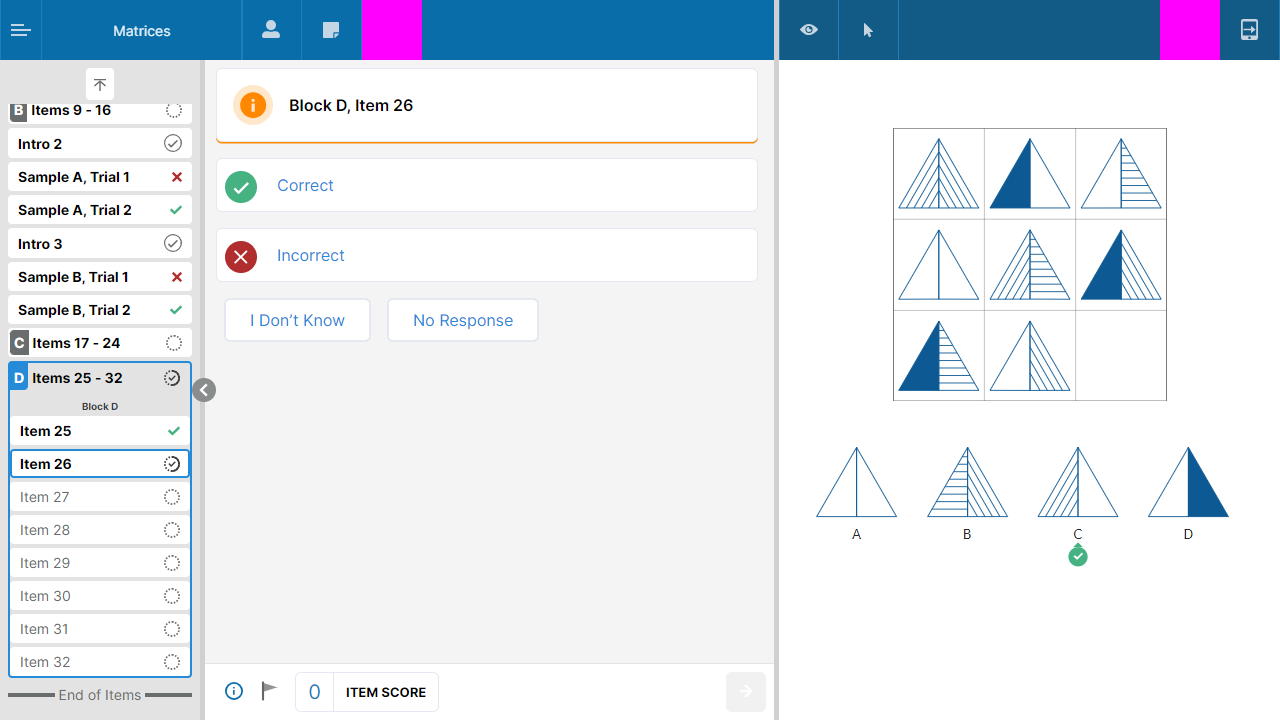 Matrices
B Items 9 - 16
Intro 2
Sample A, Trial 1
Sample A, Trial 2
Intro 3
Sample B, Trial 1
Sample B, Trial 2
C Items 17 - 24
D Items 25 - 32
Block D
Item 25
Item 26
Item 27
Item 28
Item 29
Item 30
Item 31
Item 32
End of Items
Block D, Item 26
Correct
Incorrect
I Don’t Know
No Response
0 ITEM SCORE
A B C D